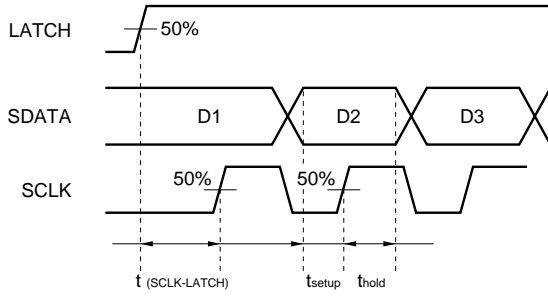 LATCH
50%
SDATA
D1
D2
D3
SCLK
50%
50%
t (SCLK-LATCH)
tsetup
thold